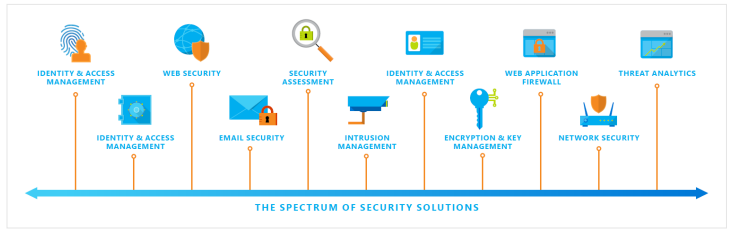 IDENTITY & ACCESS
MANAGEMENT
WEB SECURITY
SECURITY
ASSESSMENT
IDENTITY & ACCESS
MANAGEMENT
WEB APPLICATION
FIREWALL
THREAT ANALYTICS
IDENTITY & ACCESS
MANAGEMENT
EMAIL SECURITY
INTRUSION
MANAGEMENT
ENCRYPTION & KEY
MANAGEMENT
NETWORK SECURITY
THE SPECTRUM OF SECURITY SOLUTIONS